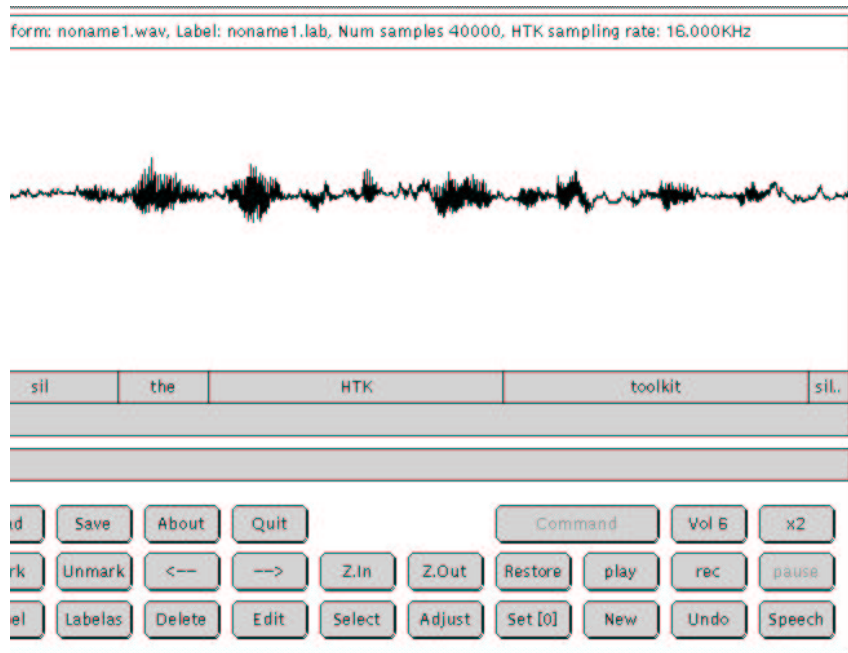 form: noname1.wav, Label: noname1.lab, Num samples 40000, HTK sampling rate: 16.000KHz
sil the HTK toolkit sil..
d Save About Quit Command Vol 6 x2
rk Unmark <-- --> Z.In Z.Out Restore play rec pause
el Labelas Delete Edit Select Adjust Set [0] New Undo Speech